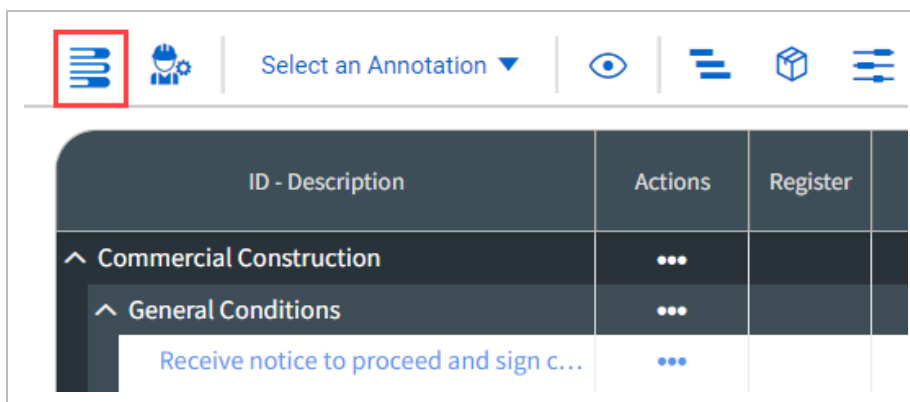 Select an Annotation
ID - Description Actions Register
Commercial Construction •••
General Conditions •••
Receive notice to proceed and sign c... •••